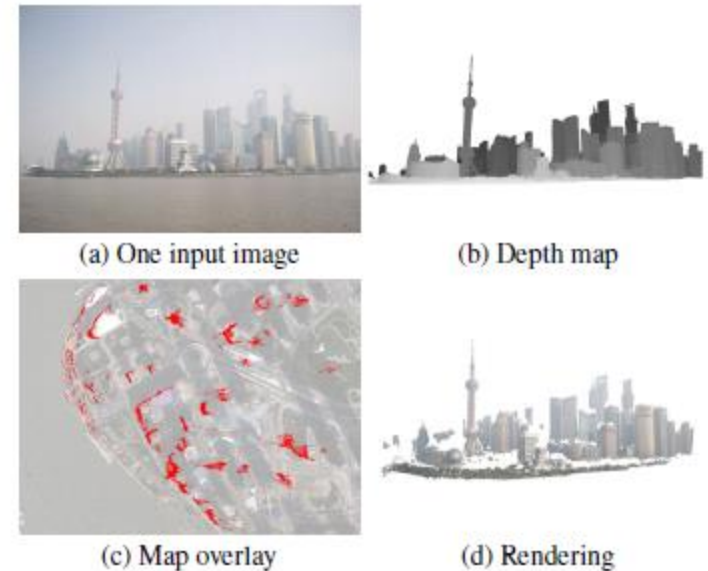 (a) One input image
(b) Depth map
(c) Map overlay
(d) Rendering